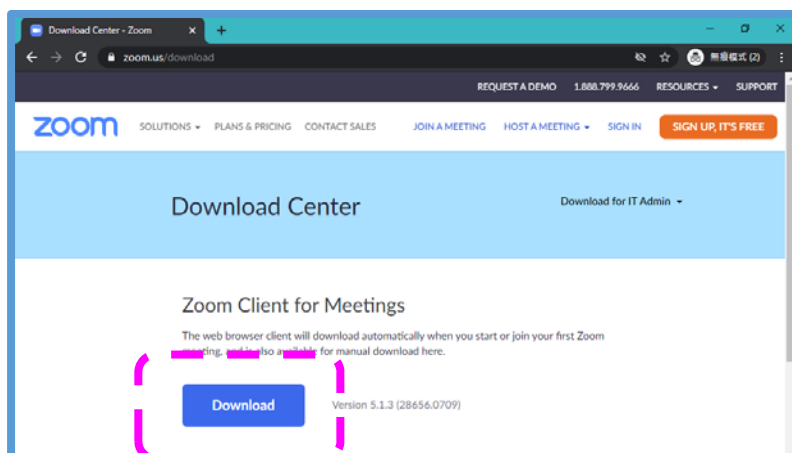 Download Center - Zoom
zoom.us/download
無痕模式 (2)
REQUEST A DEMO 1.888.799.9666 RESOURCES SUPPORT
zoom SOLUTIONS PLANS & PRICING CONTACT SALES JOIN A MEETING HOST A MEETING SIGN IN SIGN UP, IT'S FREE
Download Center Download for IT Admin
Zoom Client for Meetings
The web browser client will download automatically when you start or join your first Zoom
meeting, and is also available for manual download here.
Download Version 5.1.3 (28656.0709)